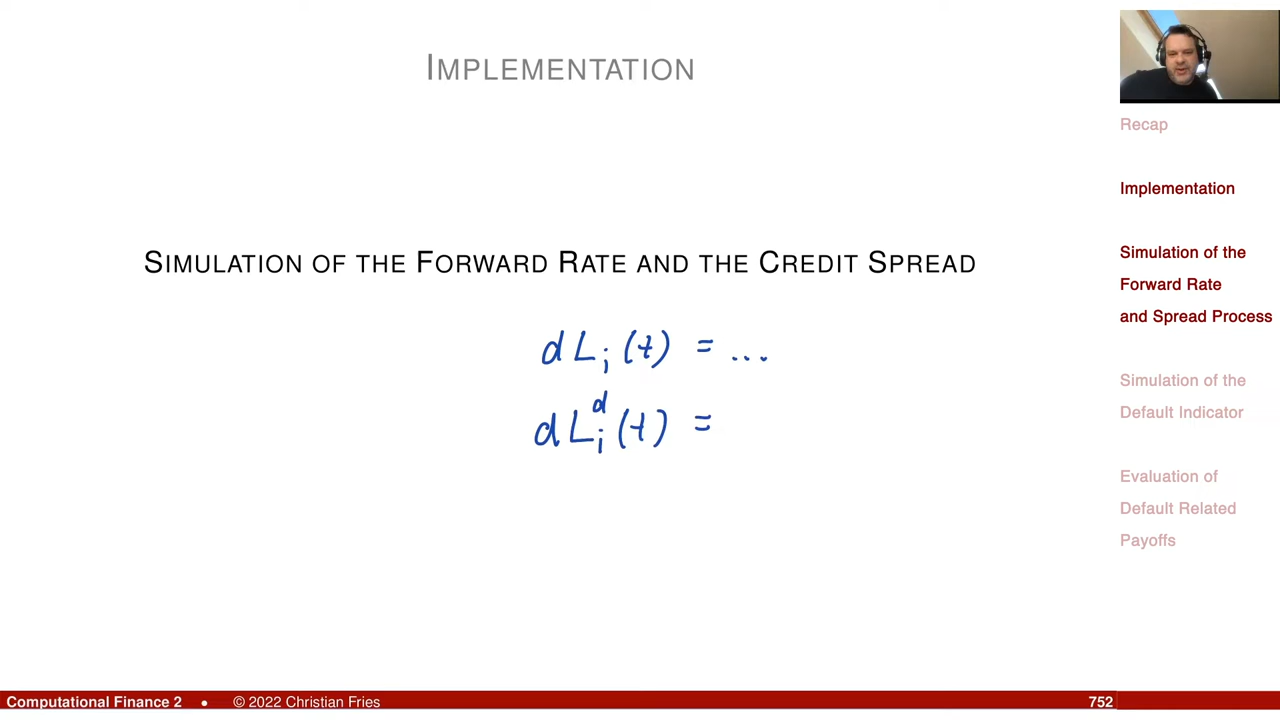 IMPLEMENTATION
SIMULATION OF THE FORWARD RATE AND THE CREDIT SPREAD
dL_i(t) = ...
dL_i^d(t) =
Recap
Implementation
Simulation of the
Forward Rate
and Spread Process
Simulation of the
Default Indicator
Evaluation of
Default Related
Payoffs
Computational Finance 2 • © 2022 Christian Fries 752